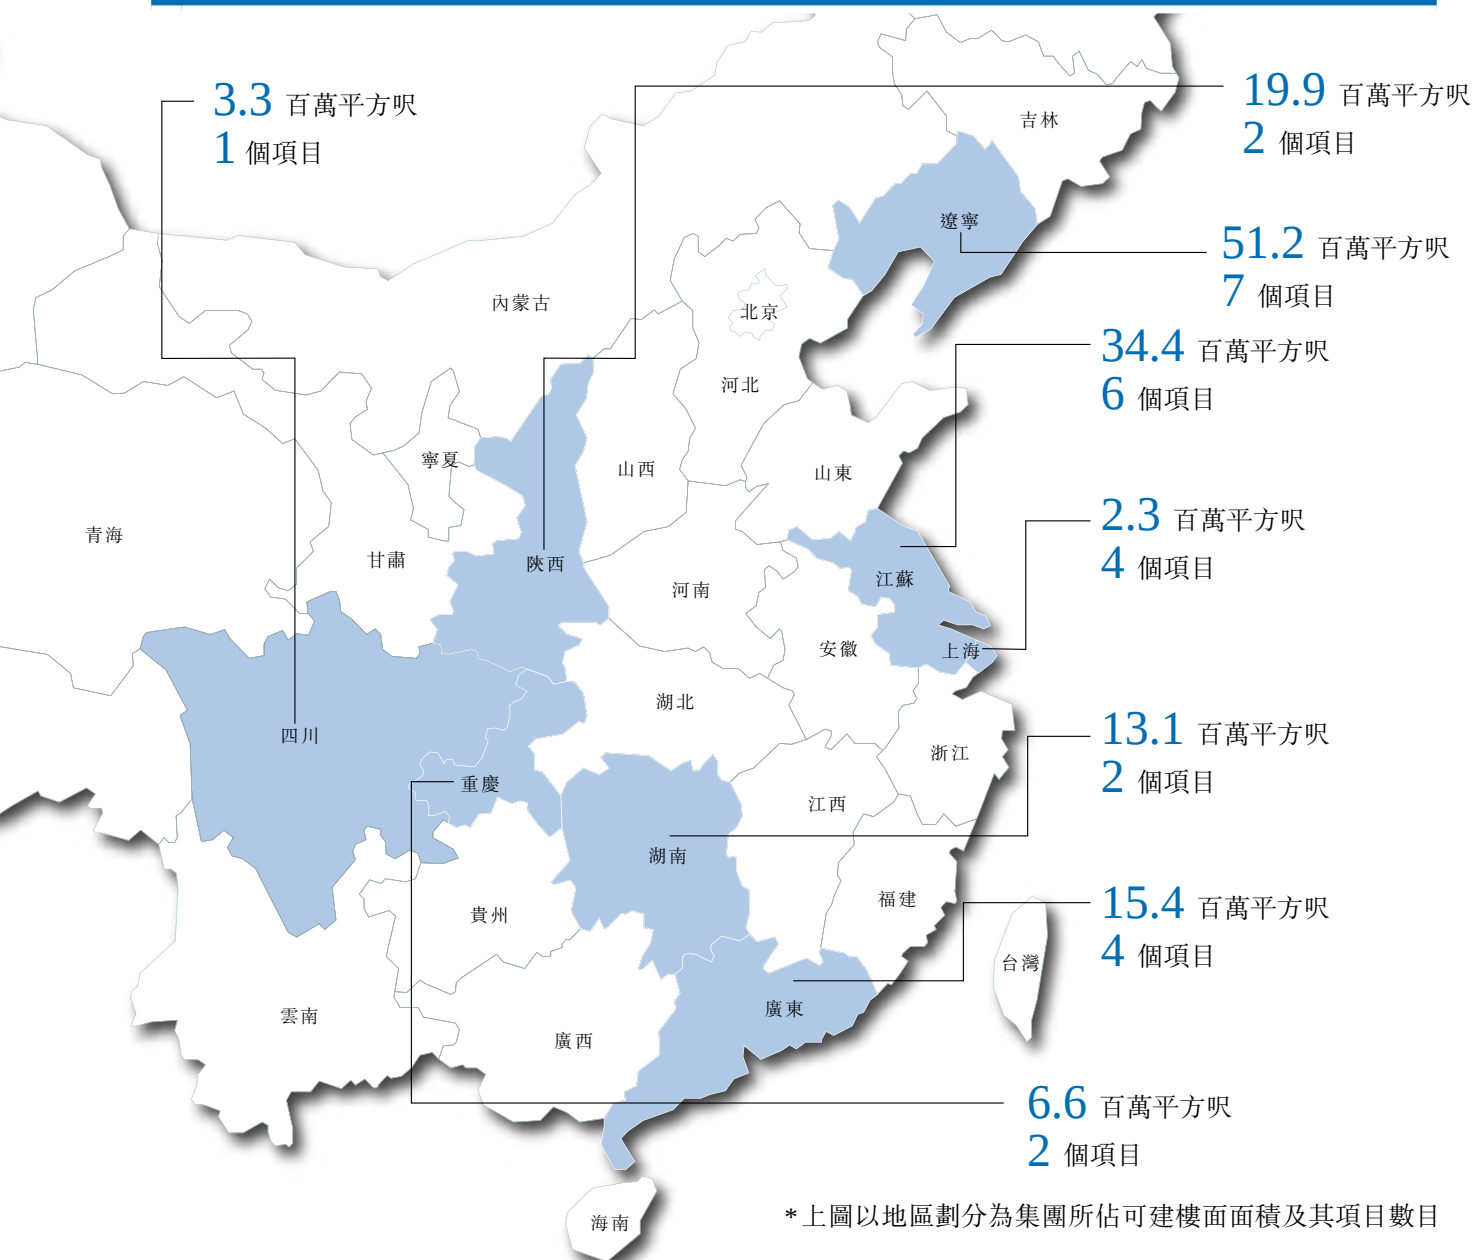 3.3 百萬平方呎
1 個項目
19.9 百萬平方呎
2 個項目
吉林
遼寧
51.2 百萬平方呎
7 個項目
內蒙古
北京
34.4 百萬平方呎
6 個項目
河北
寧夏
山西
山東
青海
甘肅
陝西
2.3 百萬平方呎
4 個項目
河南
江蘇
安徽
上海
湖北
四川
13.1 百萬平方呎
2 個項目
浙江
重慶
江西
湖南
貴州
福建
15.4 百萬平方呎
4 個項目
台灣
雲南
廣西
廣東
6.6 百萬平方呎
2 個項目
海南
*上圖以地區劃分為集團所佔可建樓面面積及其項目數目